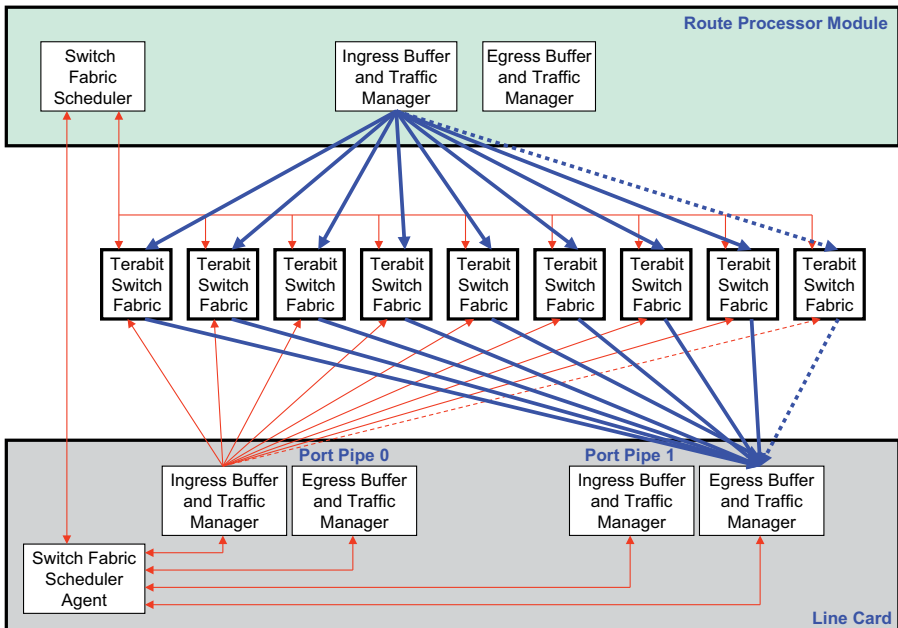 Route Processor Module
Switch
Fabric
Scheduler
Ingress Buffer
and Traffic
Manager
Egress Buffer
and Traffic
Manager
Terabit
Switch
Fabric
Terabit
Switch
Fabric
Terabit
Switch
Fabric
Terabit
Switch
Fabric
Terabit
Switch
Fabric
Terabit
Switch
Fabric
Terabit
Switch
Fabric
Terabit
Switch
Fabric
Terabit
Switch
Fabric
Port Pipe 0
Port Pipe 1
Ingress Buffer
and Traffic
Manager
Egress Buffer
and Traffic
Manager
Ingress Buffer
and Traffic
Manager
Egress Buffer
and Traffic
Manager
Switch Fabric
Scheduler
Agent
Line Card